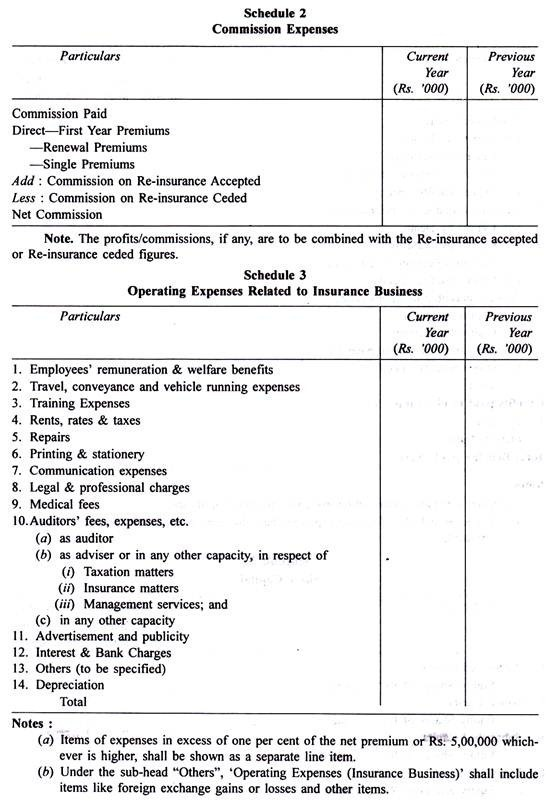 Schedule 2
Commission Expenses
Particulars Current Previous
Year Year
(Rs. '000) (Rs. '000)
Commission Paid
Direct—First Year Premiums
—Renewal Premiums
—Single Premiums
Add : Commission on Re-insurance Accepted
Less : Commission on Re-insurance Ceded
Net Commission
Note. The profits/commissions, if any, are to be combined with the Re-insurance accepted
or Re-insurance ceded figures.
Schedule 3
Operating Expenses Related to Insurance Business
Particulars Current Previous
Year Year
(Rs. '000) (Rs. '000)
1. Employees' remuneration & welfare benefits
2. Travel, conveyance and vehicle running expenses
3. Training Expenses
4. Rents, rates & taxes
5. Repairs
6. Printing & stationery
7. Communication expenses
8. Legal & professional charges
9. Medical fees
10. Auditors' fees, expenses, etc.
(a) as auditor
(b) as adviser or in any other capacity, in respect of
(i) Taxation matters
(ii) Insurance matters
(iii) Management services; and
(c) in any other capacity
11. Advertisement and publicity
12. Interest & Bank Charges
13. Others (to be specified)
14. Depreciation
Total
Notes :
(a) Items of expenses in excess of one per cent of the net premium or Rs. 5,00,000 which-
ever is higher, shall be shown as a separate line item.
(b) Under the sub-head "Others", 'Operating Expenses (Insurance Business)' shall include
items like foreign exchange gains or losses and other items.